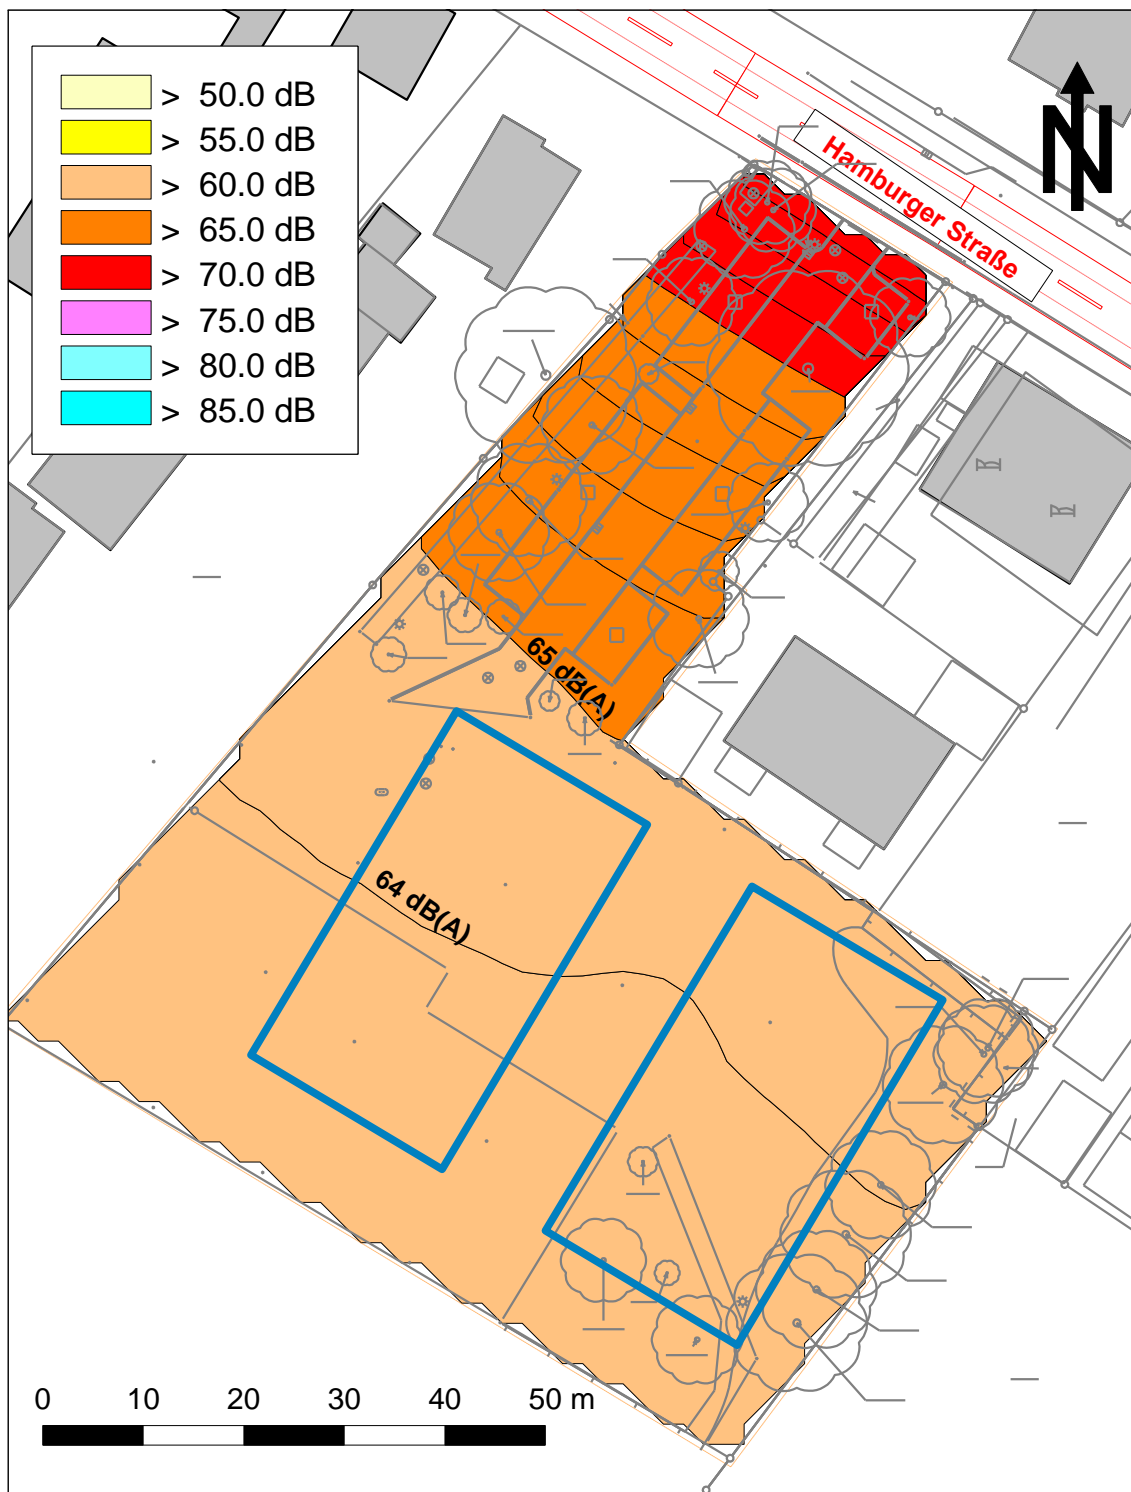 > 50.0 dB
> 55.0 dB
> 60.0 dB
> 65.0 dB
> 70.0 dB
> 75.0 dB
> 80.0 dB
> 85.0 dB
N
Hamburger Straße
65 dB(A)
64 dB(A)
0 10 20 30 40 50 m